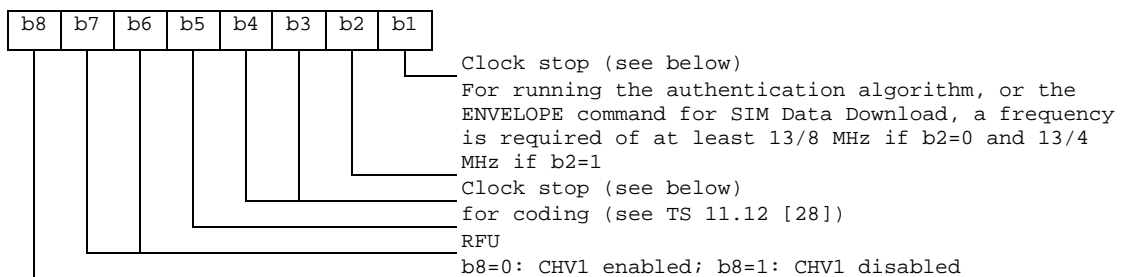 b8 b7 b6 b5 b4 b3 b2 b1
Clock stop (see below)
For running the authentication algorithm, or the
ENVELOPE command for SIM Data Download, a frequency
is required of at least 13/8 MHz if b2=0 and 13/4
MHz if b2=1
Clock stop (see below)
for coding (see TS 11.12 [28])
RFU
b8=0: CHV1 enabled; b8=1: CHV1 disabled